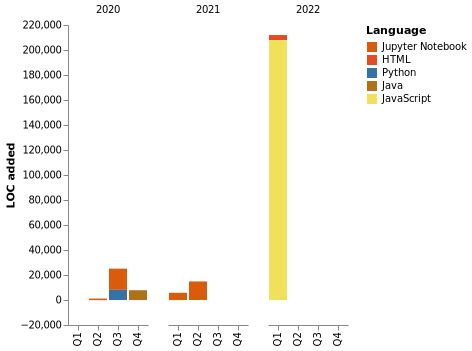 2020 2021 2022
220,000
200,000
180,000
160,000
140,000
120,000
100,000
80,000
60,000
40,000
20,000
0
−20,000
LOC added
Q1 Q2 Q3 Q4 Q1 Q2 Q3 Q4 Q1 Q2 Q3 Q4
Language
Jupyter Notebook
HTML
Python
Java
JavaScript